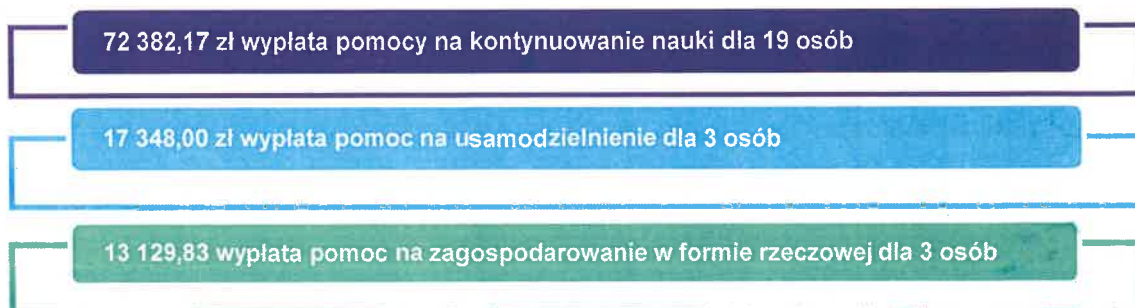 72 382,17 zł wypłata pomocy na kontynuowanie nauki dla 19 osób
17 348,00 zł wypłata pomoc na usamodzielnienie dla 3 osób
13 129,83 wypłata pomoc na zagospodarowanie w formie rzeczowej dla 3 osób